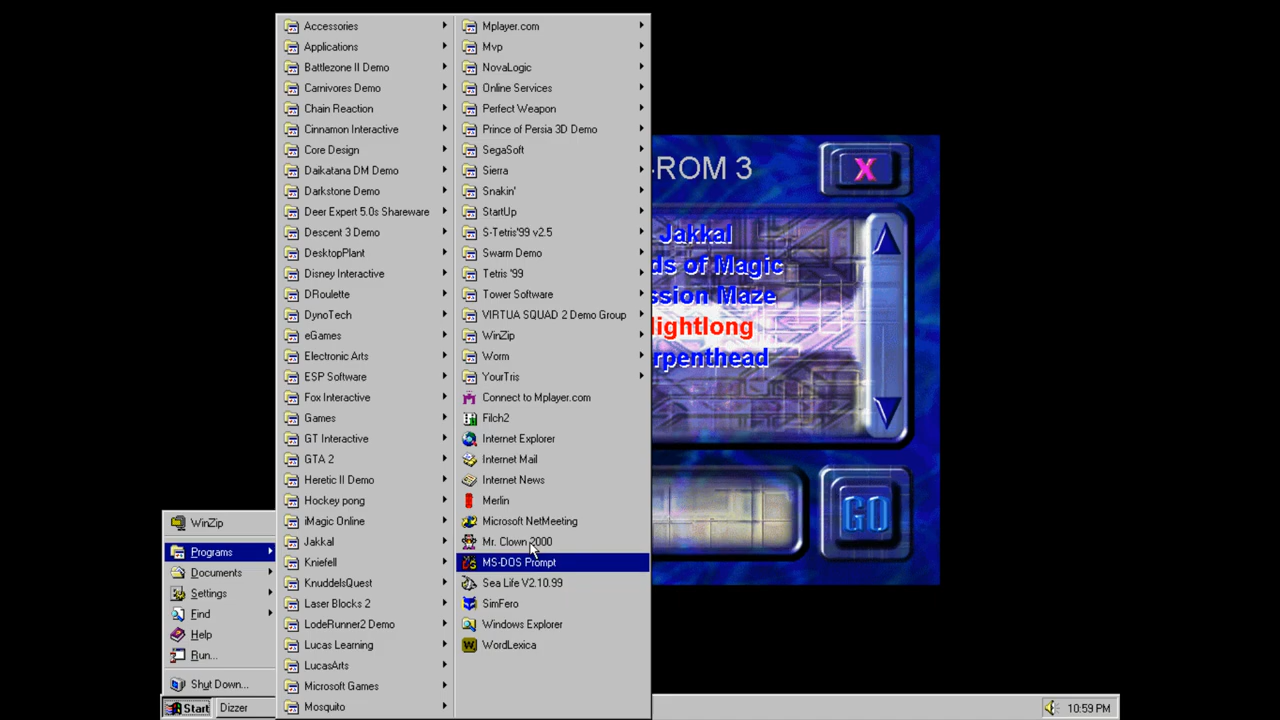 Accessories
Applications
Battlezone II Demo
Carnivores Demo
Chain Reaction
Cinnamon Interactive
Core Design
Daikatana DM Demo
Darkstone Demo
Deer Expert 5.0s Shareware
Descent 3 Demo
DesktopPlant
Disney Interactive
DRoulette
DynoTech
eGames
Electronic Arts
ESP Software
Fox Interactive
Games
GT Interactive
GTA 2
Heretic II Demo
Hockey pong
iMagic Online
Jakkal
Kniefell
KnuddelsQuest
Laser Blocks 2
LodeRunner2 Demo
Lucas Learning
LucasArts
Microsoft Games
Mosquito
Mplayer.com
Mvp
NovaLogic
Online Services
Perfect Weapon
Prince of Persia 3D Demo
SegaSoft
Sierra
Snakin'
StartUp
S-Tetris'99 v2.5
Swarm Demo
Tetris '99
Tower Software
VIRTUA SQUAD 2 Demo Group
WinZip
Worm
YourTris
Connect to Mplayer.com
Filch2
Internet Explorer
Internet Mail
Internet News
Merlin
Microsoft NetMeeting
Mr. Clown 2000
MS-DOS Prompt
Sea Life V2.10.99
SimFero
Windows Explorer
WordLexica
-ROM 3
X
Jakkal
ds of Magic
ssion Maze
lightlong
rpenthead
GO
WinZip
Programs
Documents
Settings
Find
Help
Run...
Shut Down...
Start
Dizzer
10:59 PM